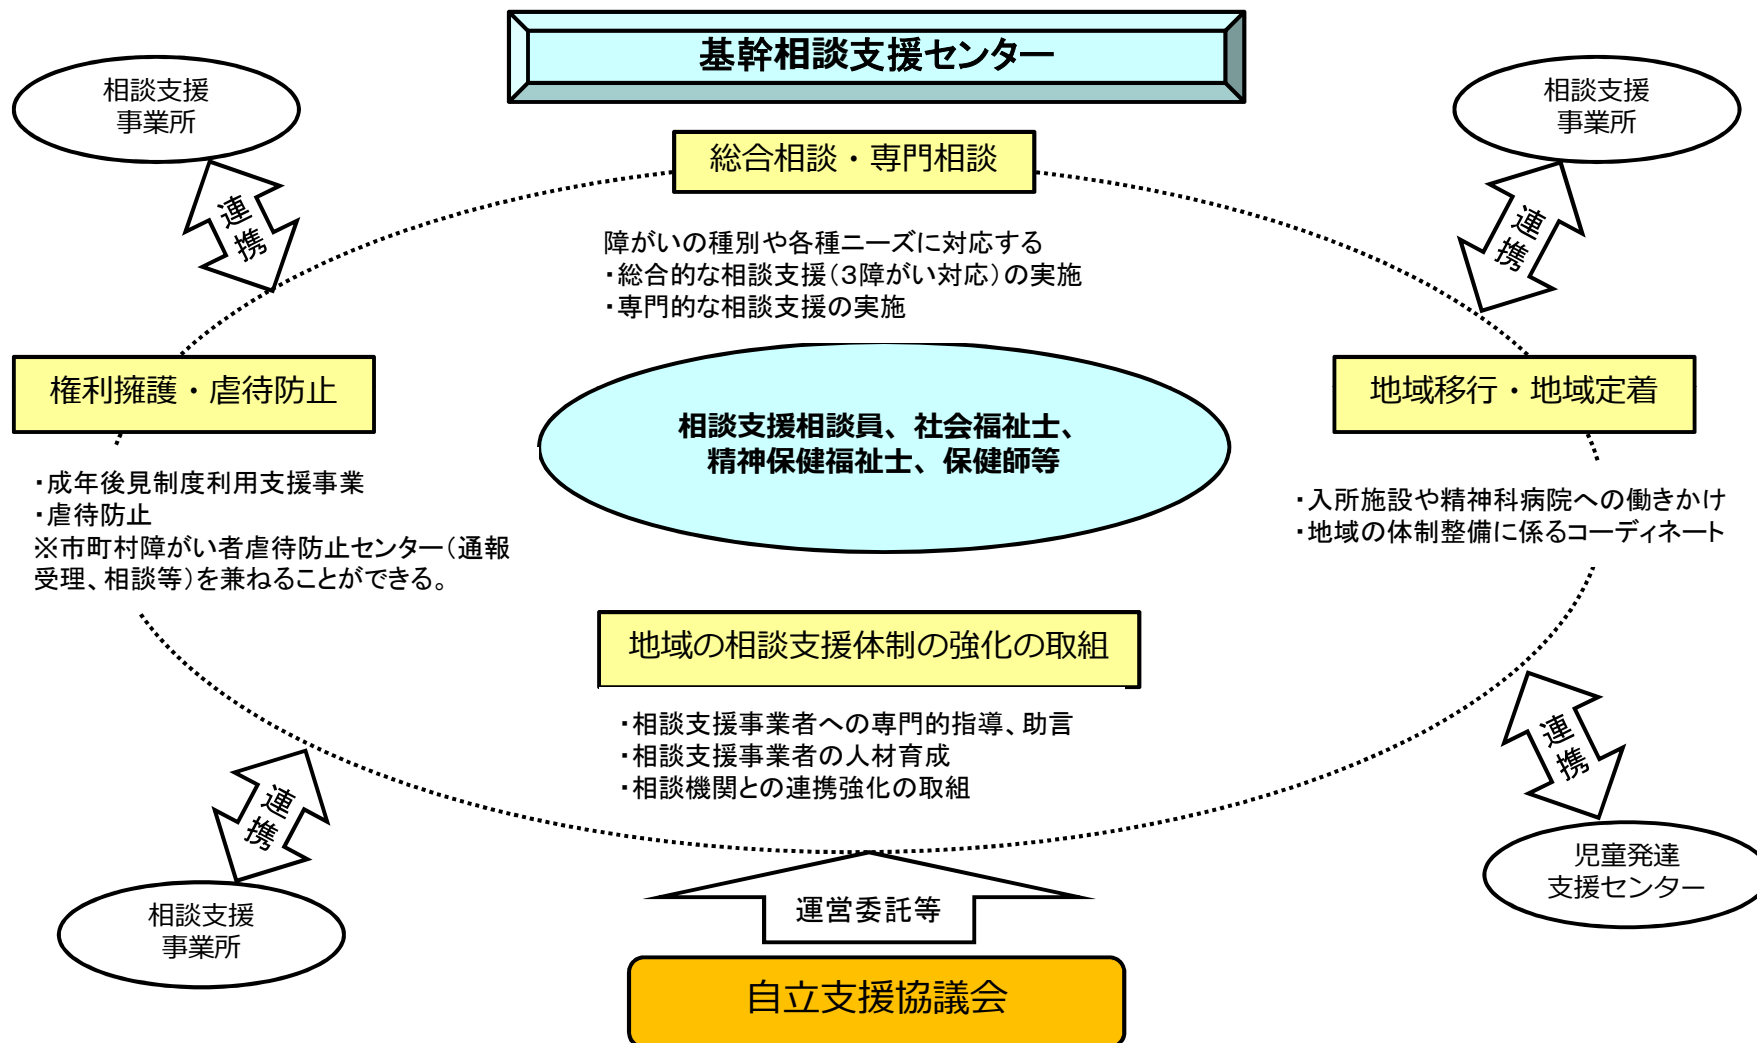 基幹相談支援センター
相談支援
事業所
相談支援
事業所
総合相談・専門相談
連携
連携
障がいの種別や各種ニーズに対応する
・総合的な相談支援(3障がい対応)の実施
・専門的な相談支援の実施
権利擁護・虐待防止
地域移行・地域定着
相談支援相談員、社会福祉士、
精神保健福祉士、保健師等
・成年後見制度利用支援事業
・虐待防止
※市町村障がい者虐待防止センター(通報
受理、相談等)を兼ねることができる。
・入所施設や精神科病院への働きかけ
・地域の体制整備に係るコーディネート
地域の相談支援体制の強化の取組
・相談支援事業者への専門的指導、助言
・相談支援事業者の人材育成
・相談機関との連携強化の取組
連携
連携
相談支援
事業所
児童発達
支援センター
運営委託等
自立支援協議会